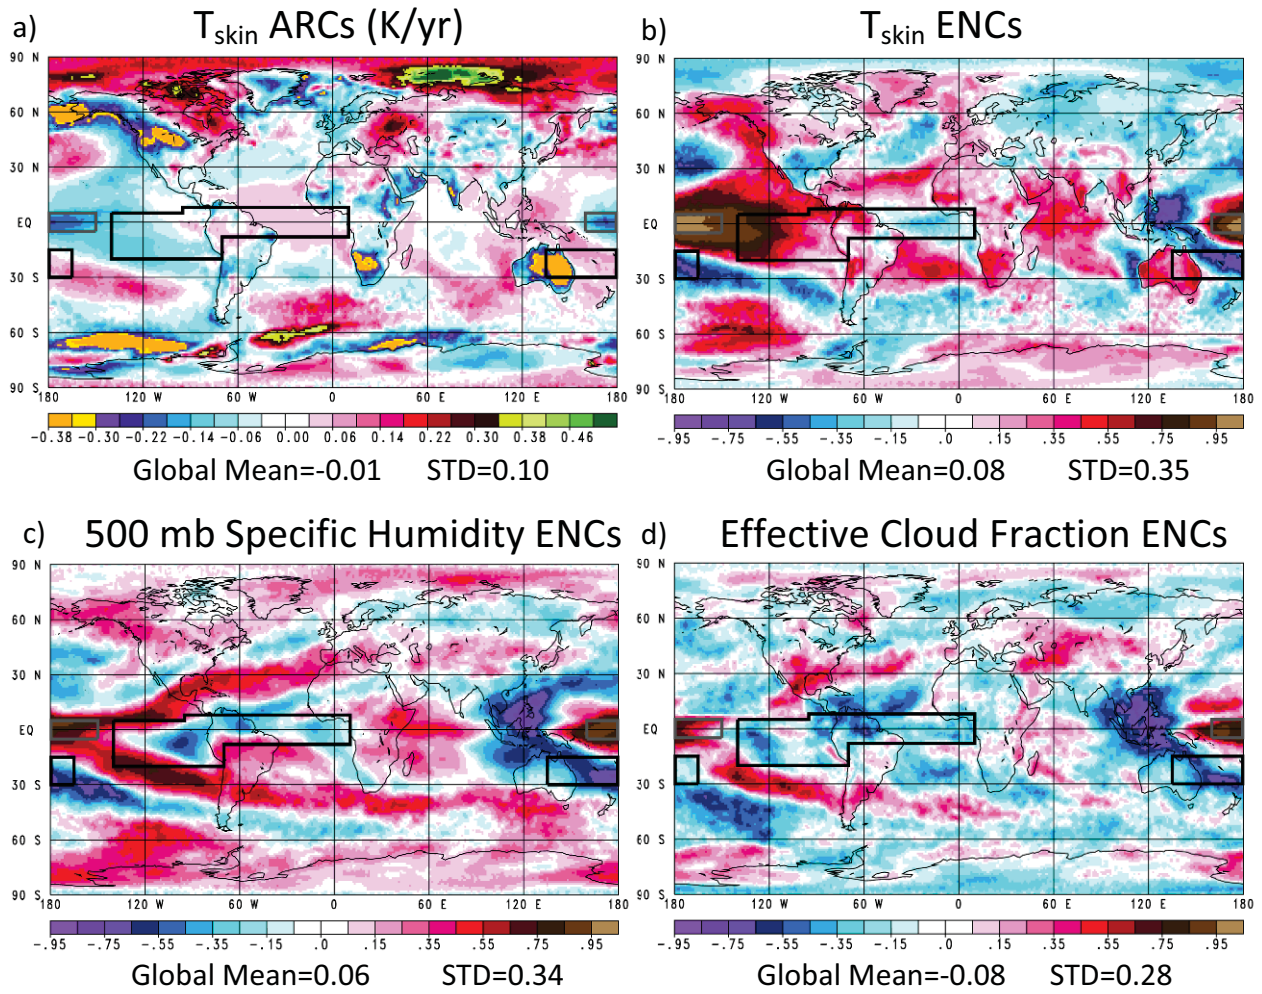 a) T_skin ARCs (K/yr)
90 N
60 N
30 N
EQ
30 S
60 S
90 S
180 120 W 60 W 0 60 E 120 E 180
-0.38 -0.30 -0.22 -0.14 -0.06 0.00 0.06 0.14 0.22 0.30 0.38 0.46
Global Mean=-0.01 STD=0.10
b) T_skin ENCs
90 N
60 N
30 N
EQ
30 S
60 S
90 S
180 120 W 60 W 0 60 E 120 E 180
-.95 -.75 -.55 -.35 -.15 .0 .15 .35 .55 .75 .95
Global Mean=0.08 STD=0.35
c) 500 mb Specific Humidity ENCs
90 N
60 N
30 N
EQ
30 S
60 S
90 S
180 120 W 60 W 0 60 E 120 E 180
-.95 -.75 -.55 -.35 -.15 .0 .15 .35 .55 .75 .95
Global Mean=0.06 STD=0.34
d) Effective Cloud Fraction ENCs
90 N
60 N
30 N
EQ
30 S
60 S
90 S
180 120 W 60 W 0 60 E 120 E 180
-.95 -.75 -.55 -.35 -.15 .0 .15 .35 .55 .75 .95
Global Mean=-0.08 STD=0.28